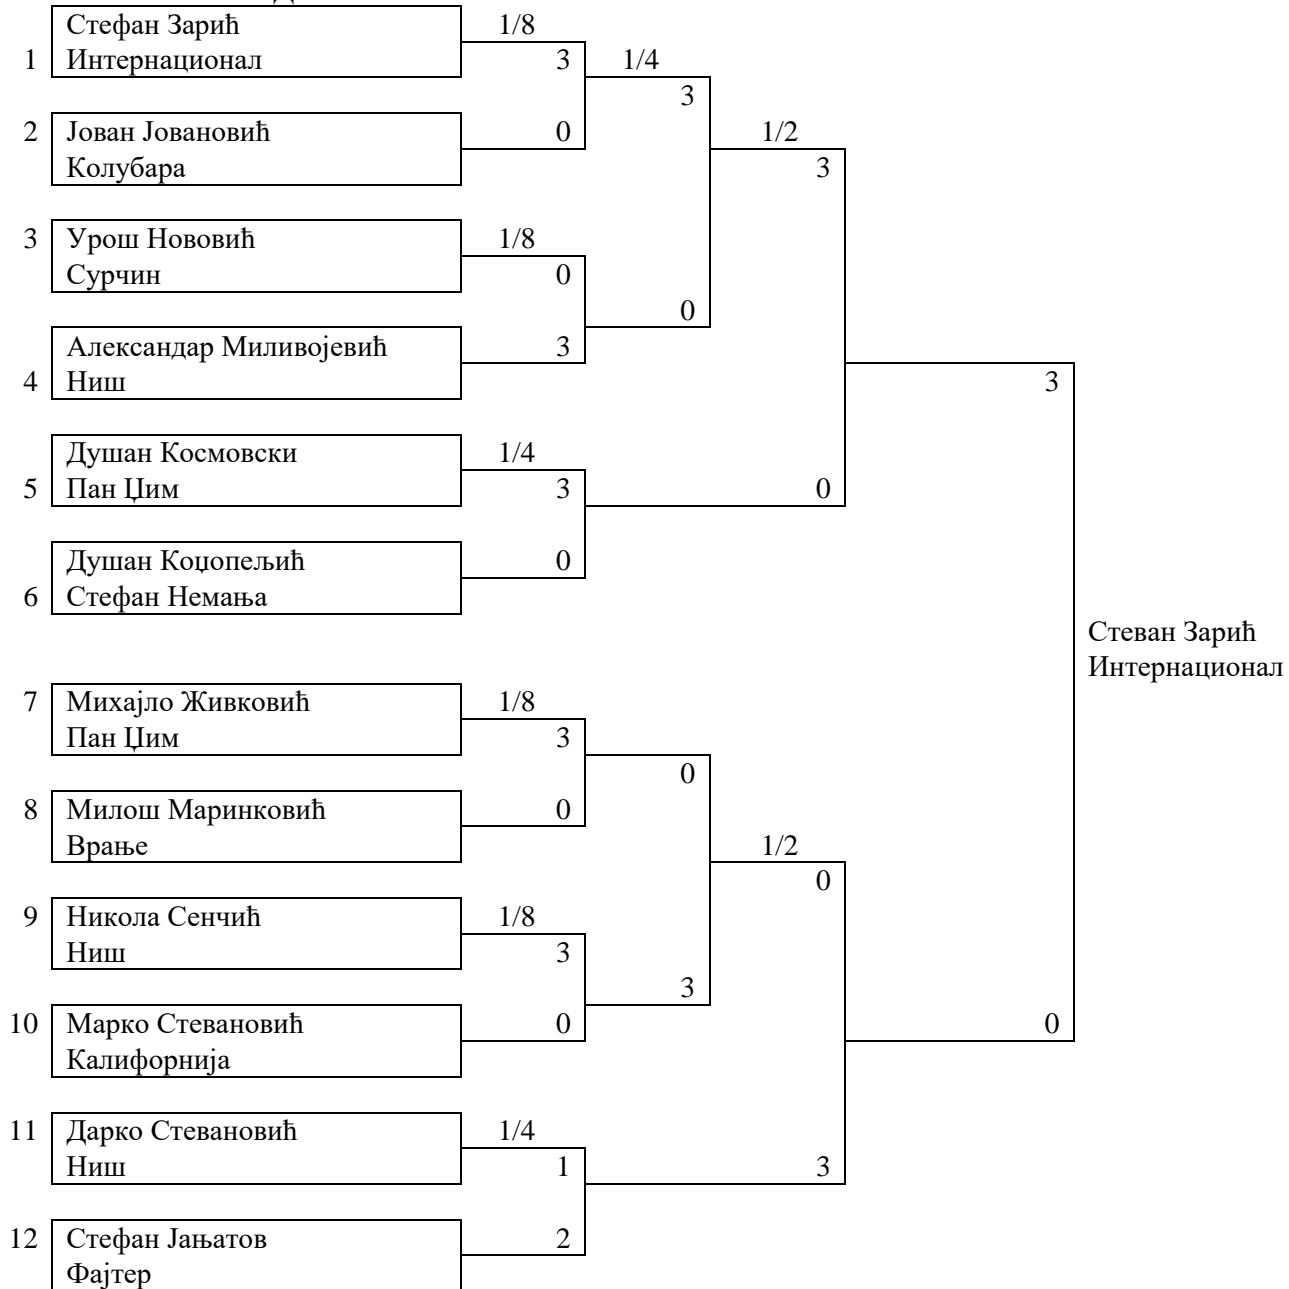 Стефан Зарић
1/8
1
Интернационал
3
1/4
3
2
Јован Јовановић
0
1/2
Колубара
3
3
Урош Нововић
1/8
Сурчин
0
0
Александар Миливојевић
3
4
Ниш
3
Душан Космовски
1/4
5
Пан Џим
3
0
Душан Коџопељић
0
6
Стефан Немања
Стеван Зарић
Интернационал
7
Михајло Живковић
1/8
Пан Џим
3
0
8
Милош Маринковић
0
Врање
1/2
0
9
Никола Сенчић
1/8
Ниш
3
3
10
Марко Стевановић
0
0
Калифорнија
11
Дарко Стевановић
1/4
Ниш
1
3
12
Стефан Јањатов
2
Фајтер